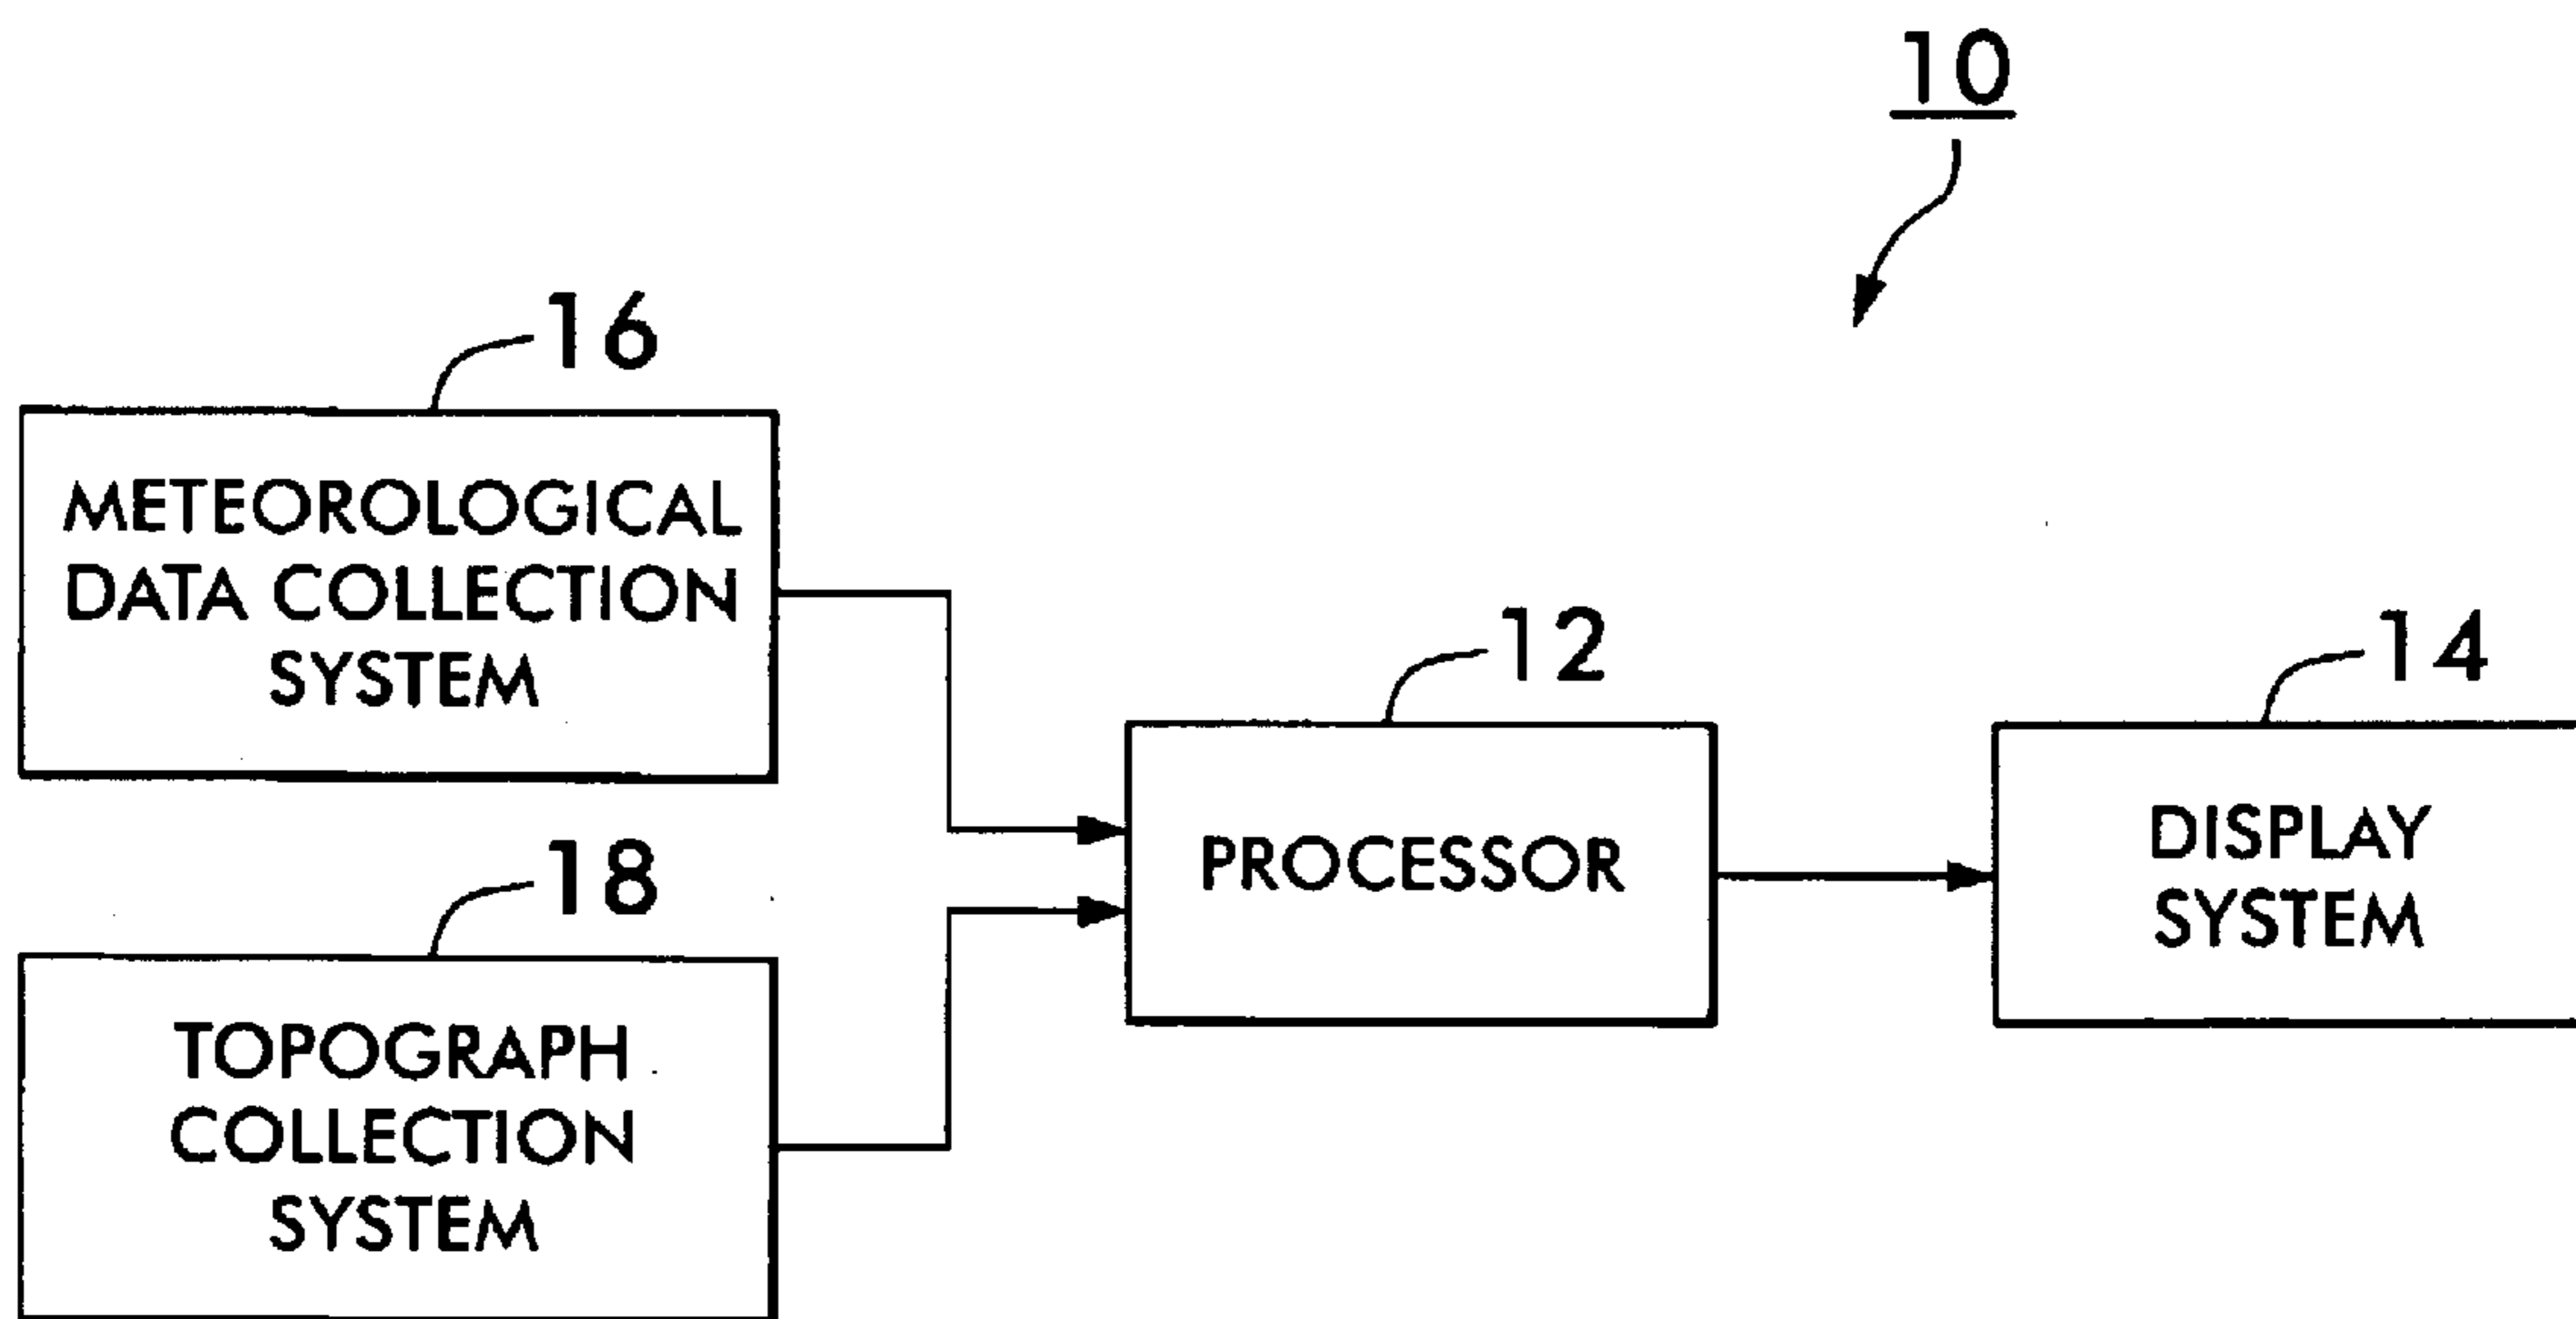 10
16
METEOROLOGICAL
DATA COLLECTION
SYSTEM
12
PROCESSOR
14
DISPLAY
SYSTEM
18
TOPOGRAPH
COLLECTION
SYSTEM